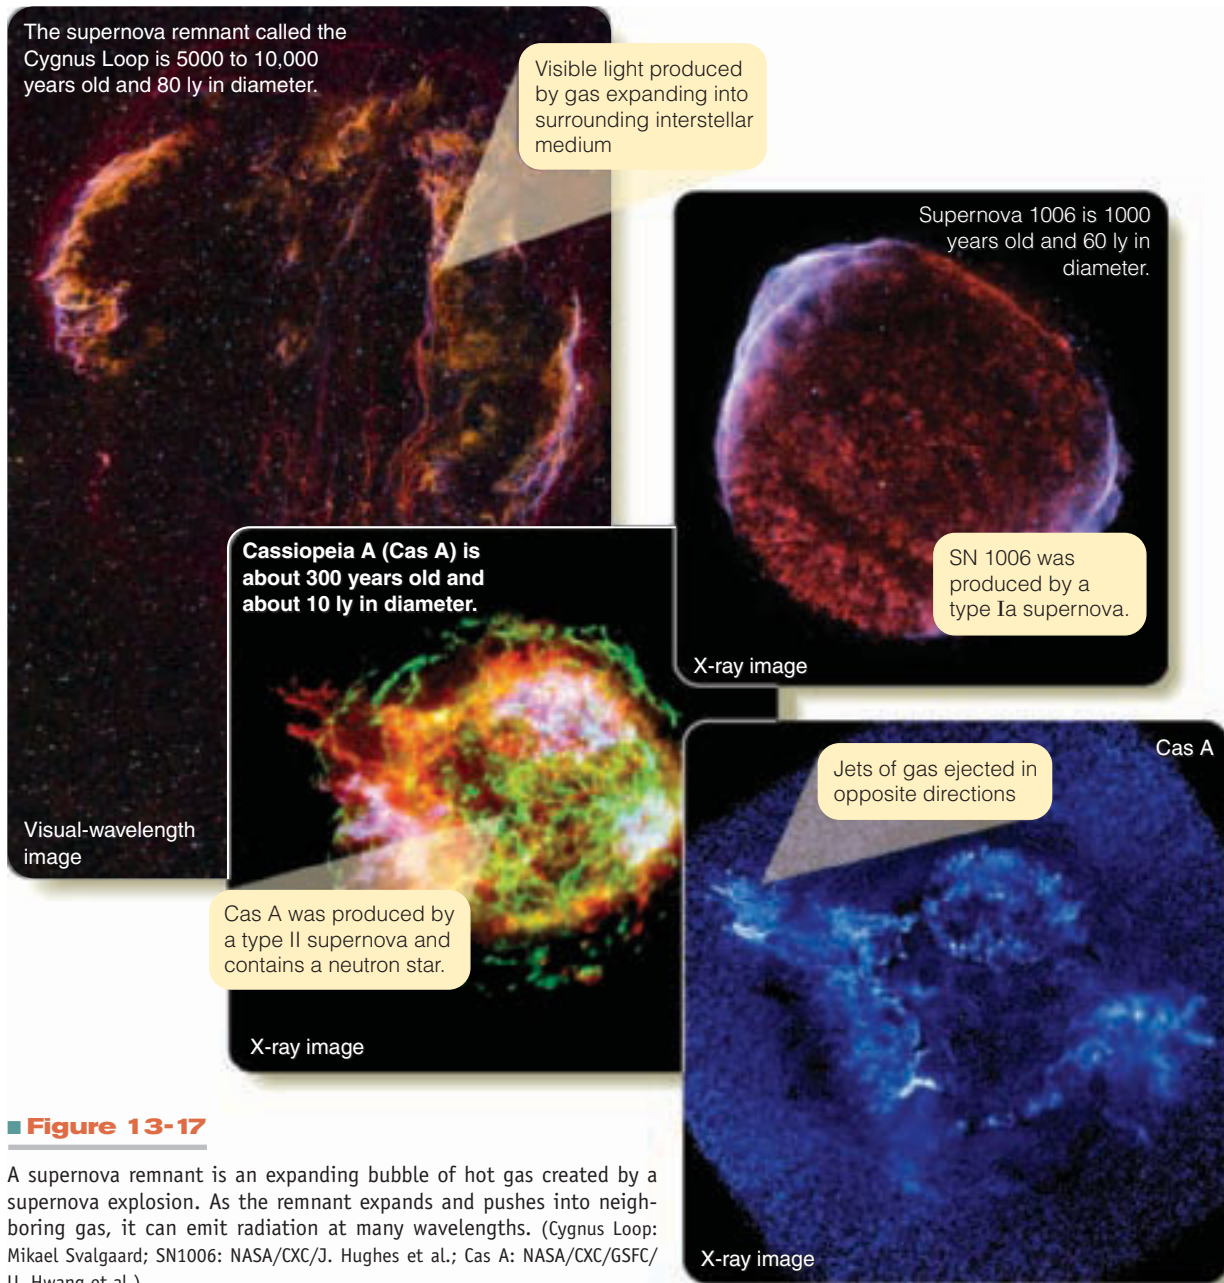 The supernova remnant called the
Cygnus Loop is 5000 to 10,000
years old and 80 ly in diameter.
Visible light produced
by gas expanding into
surrounding interstellar
medium
Visual-wavelength
image
Supernova 1006 is 1000
years old and 60 ly in
diameter.
SN 1006 was
produced by a
type Ia supernova.
X-ray image
Cassiopeia A (Cas A) is
about 300 years old and
about 10 ly in diameter.
Cas A was produced by
a type II supernova and
contains a neutron star.
X-ray image
Cas A
Jets of gas ejected in
opposite directions
X-ray image
■ Figure 13-17
A supernova remnant is an expanding bubble of hot gas created by a
supernova explosion. As the remnant expands and pushes into neigh-
boring gas, it can emit radiation at many wavelengths. (Cygnus Loop:
Mikael Svalgaard; SN1006: NASA/CXC/J. Hughes et al.; Cas A: NASA/CXC/GSFC/
Hwang et al.)